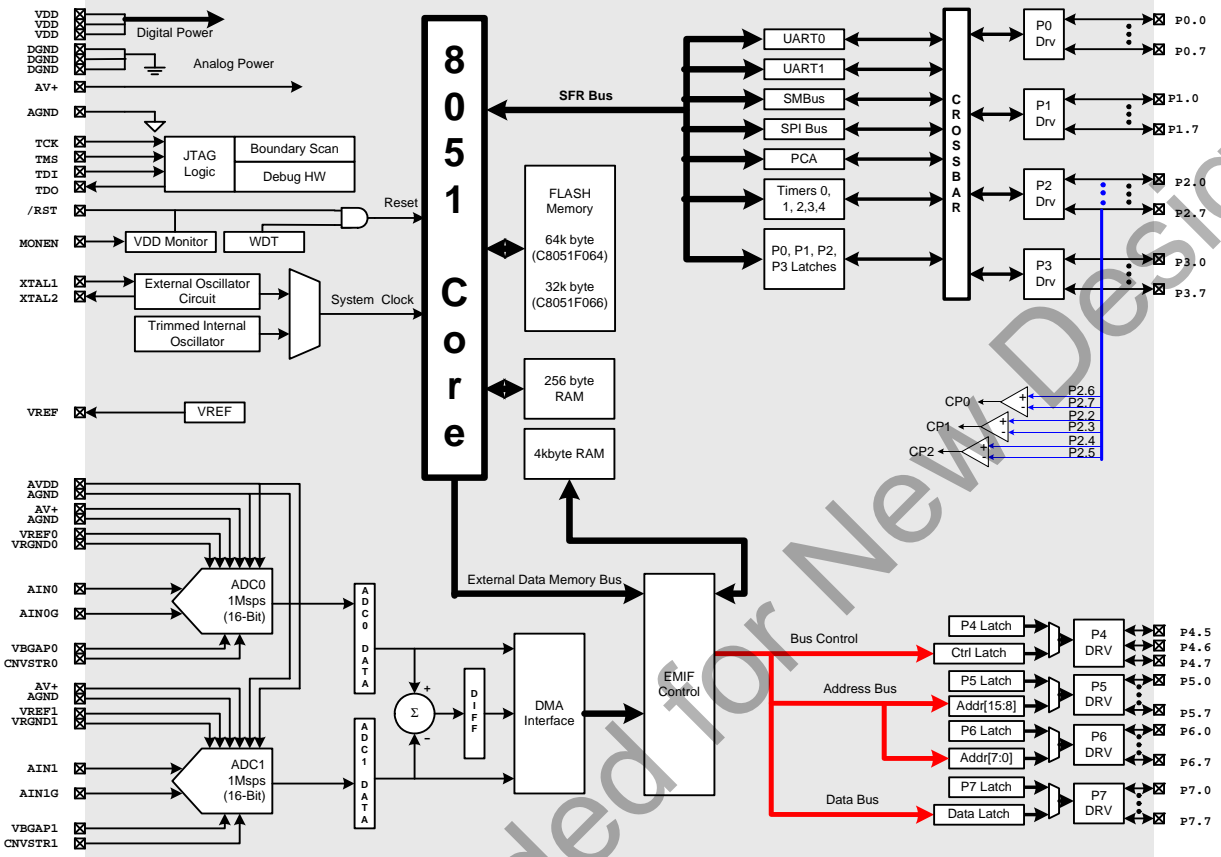 VDD
VDD
VDD
Digital Power
DGND
DGND
DGND
Analog Power
AV+
AGND
TCK
TMS
TDI
TDO
JTAG
Logic
Boundary Scan
Debug HW
/RST
Reset
MONEN
VDD Monitor
WDT
XTAL1
XTAL2
External Oscillator
Circuit
System Clock
Trimmed Internal
Oscillator
VREF
VREF
8051 Core
SFR Bus
FLASH
Memory
64k byte
(C8051F064)
32k byte
(C8051F066)
256 byte
RAM
4kbyte RAM
UART0
UART1
SMBus
SPI Bus
PCA
Timers 0,
1, 2,3,4
P0, P1, P2,
P3 Latches
CROSSBAR
P0
Drv
P0.0
P0.7
P1
Drv
P1.0
P1.7
P2
Drv
P2.0
P2.7
P3
Drv
P3.0
P3.7
CP0
+
-
P2.6
P2.7
CP1
+
-
P2.2
P2.3
CP2
+
-
P2.4
P2.5
AVDD
AGND
AV+
AGND
VREF0
VRGND0
AIN0
AIN0G
VBGAP0
CNVSTR0
ADC0
1Msps
(16-Bit)
AV+
AGND
VREF1
VRGND1
AIN1
AIN1G
VBGAP1
CNVSTR1
ADC1
1Msps
(16-Bit)
ADC0 DATA
ADC1 DATA
+
Σ
−
DIFF
DMA
Interface
External Data Memory Bus
EMIF
Control
Bus Control
Address Bus
Data Bus
P4 Latch
Ctrl Latch
P4
DRV
P4.5
P4.6
P4.7
P5 Latch
Addr[15:8]
P5
DRV
P5.0
P5.7
P6 Latch
Addr[7:0]
P6
DRV
P6.0
P6.7
P7 Latch
Data Latch
P7
DRV
P7.0
P7.7
ded for New Desig